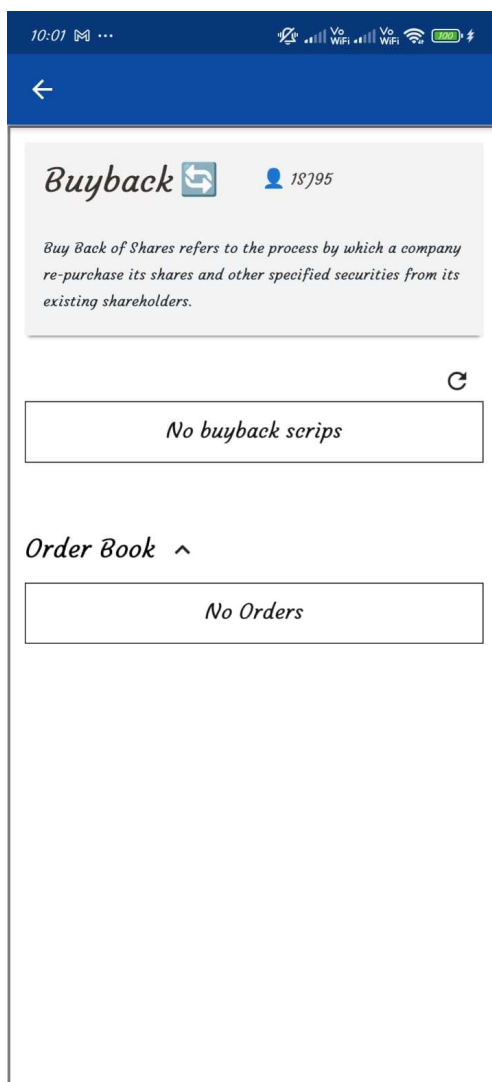 10:01
Vo WiFi Vo WiFi 100
Buyback
Buy Back of Shares refers to the process by which a company
re-purchase its shares and other specified securities from its
existing shareholders.
No buyback scrips
Order Book
No Orders